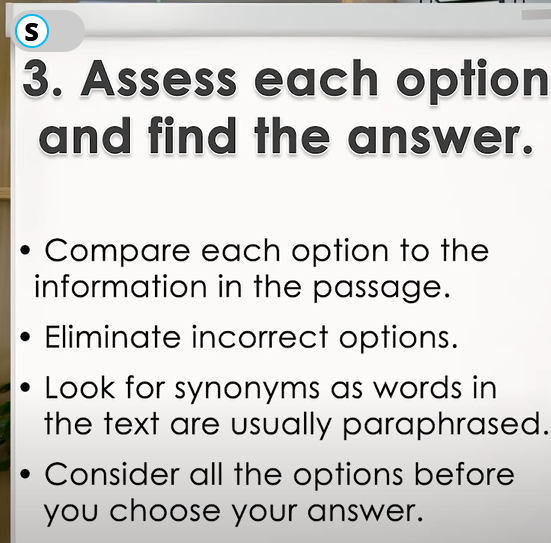 S
3. Assess each option
and find the answer.
• Compare each option to the
information in the passage.
• Eliminate incorrect options.
• Look for synonyms as words in
the text are usually paraphrased.
• Consider all the options before
you choose your answer.